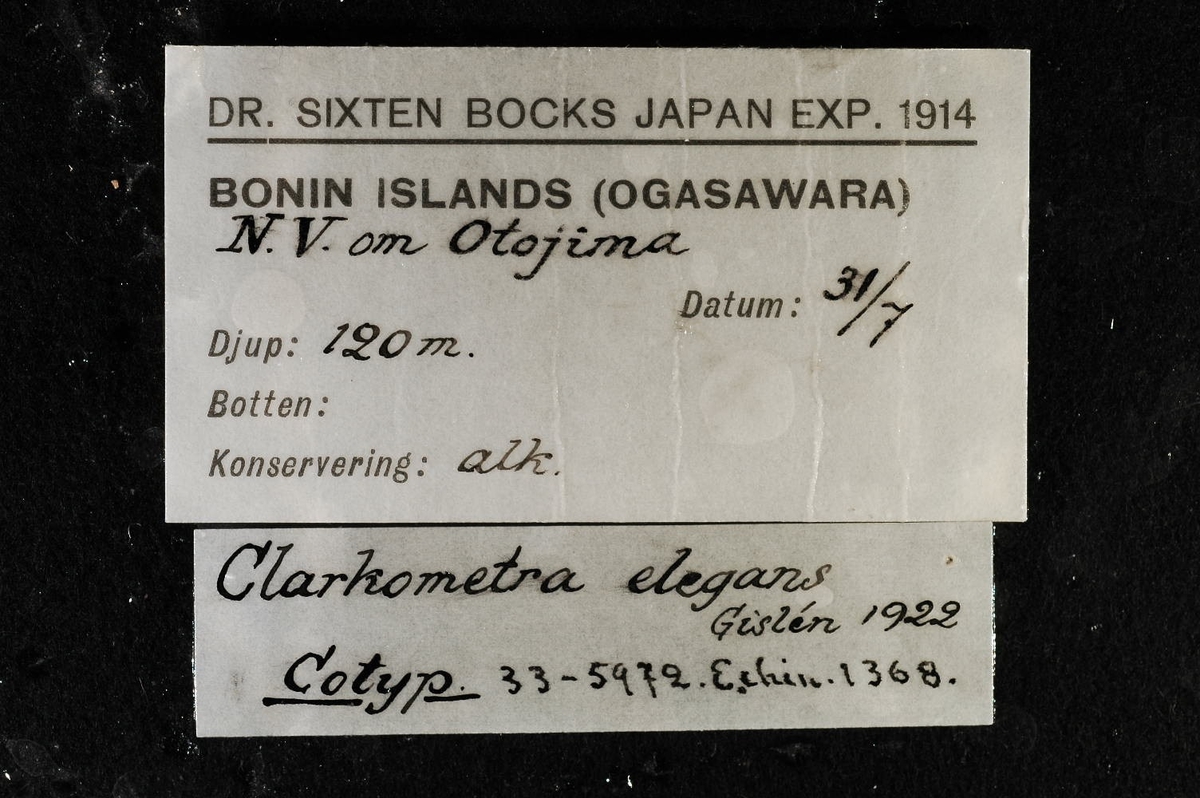 DR. SIXTEN BOCKS JAPAN EXP. 1914
BONIN ISLANDS (OGASAWARA)
N.V. om Otojima
Datum: 31/7
Djup: 120 m.
Botten:
Konservering: alk.
Clarkometra elegans
Gislén 1922
Cotyp. 33-5972. Echin. 1368.